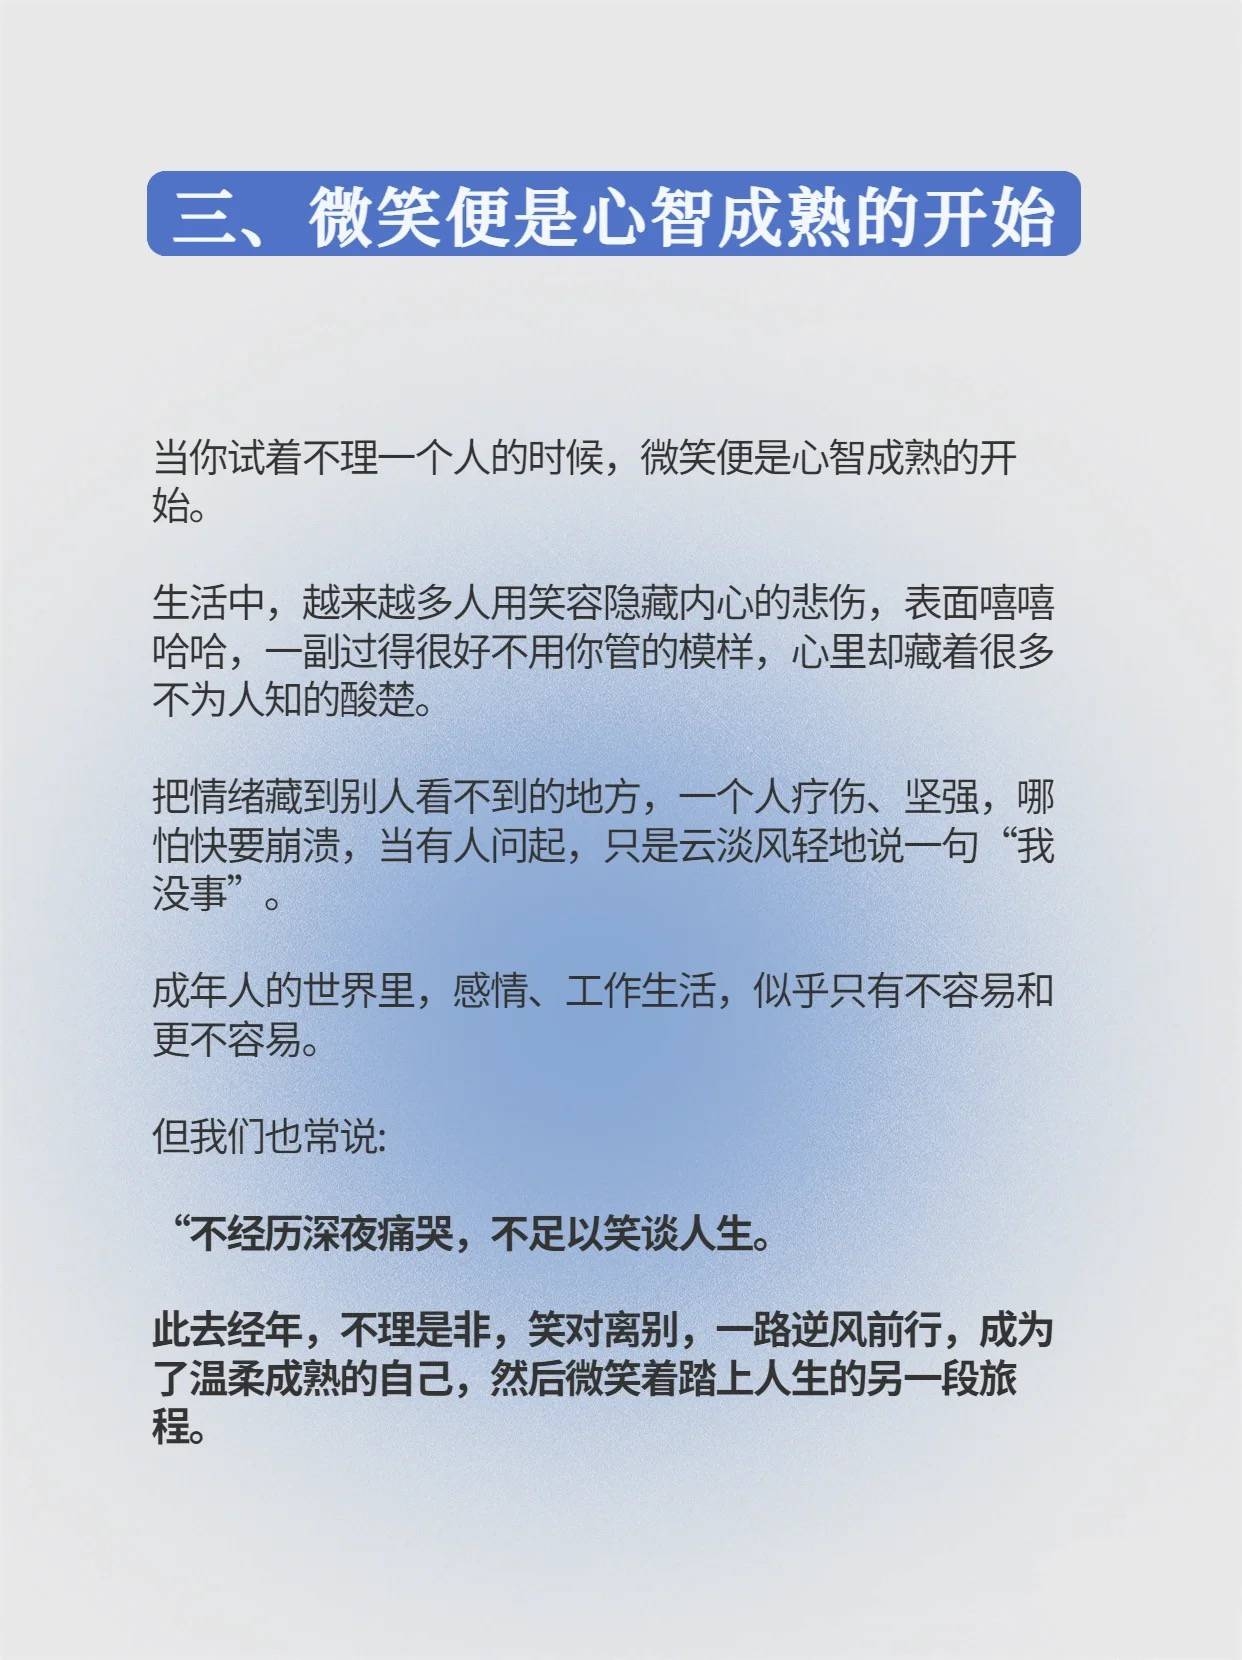 三、微笑便是心智成熟的开始
当你试着不理一个人的时候，微笑便是心智成熟的开
始。
生活中，越来越多人用笑容隐藏内心的悲伤，表面嘻嘻
哈哈，一副过得很好不用你管的模样，心里却藏着很多
不为人知的酸楚。
把情绪藏到别人看不到的地方，一个人疗伤、坚强，哪
怕快要崩溃，当有人问起，只是云淡风轻地说一句“我
没事”。
成年人的世界里，感情、工作生活，似乎只有不容易和
更不容易。
但我们也常说:
“不经历深夜痛哭，不足以笑谈人生。
此去经年，不理是非，笑对离别，一路逆风前行，成为
了温柔成熟的自己，然后微笑着踏上人生的另一段旅
程。